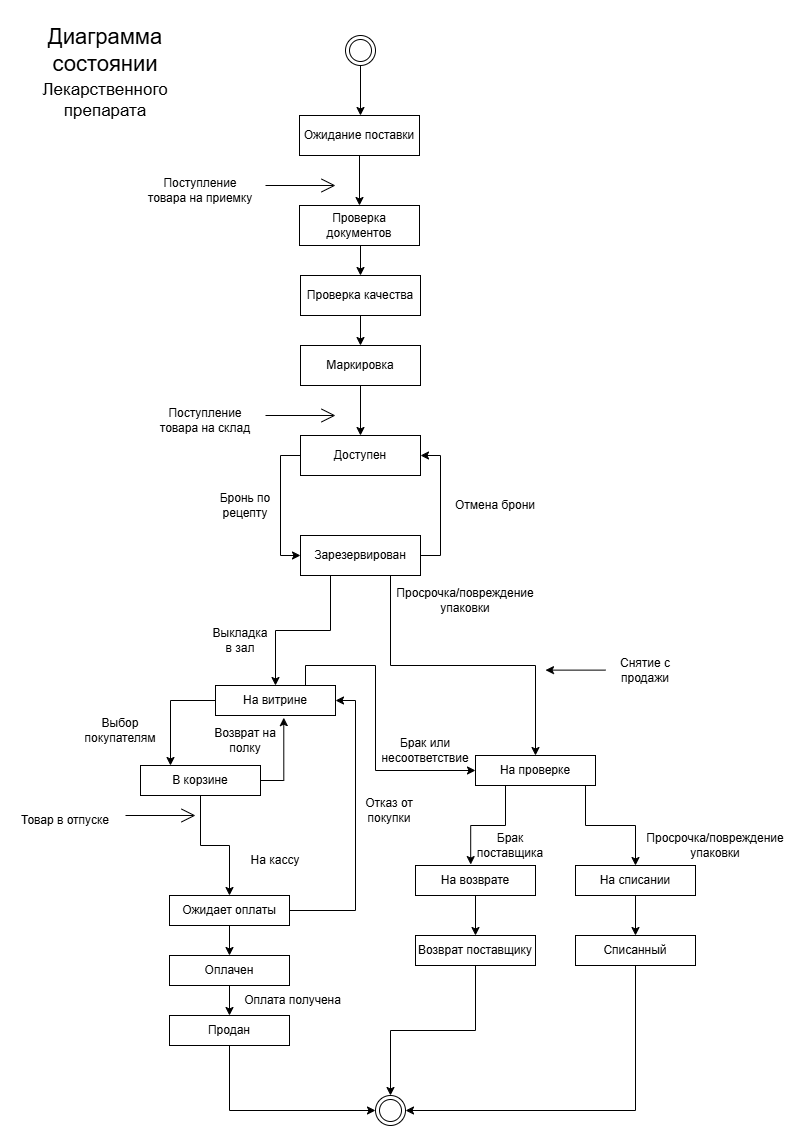 Диаграмма
состоянии
Лекарственного
препарата
Ожидание поставки
Поступление
товара на приемку
Проверка
документов
Проверка качества
Маркировка
Поступление
товара на склад
Доступен
Бронь по
рецепту
Отмена брони
Зарезервирован
Просрочка/повреждение
упаковки
Выкладка
в зал
Снятие с
продажи
На витрине
Выбор
покупателям
Возврат на
полку
Брак или
несоответствие
На проверке
В корзине
Отказ от
покупки
Товар в отпуске
На кассу
Брак
поставщика
Просрочка/повреждение
упаковки
На возврате
На списании
Ожидает оплаты
Возврат поставщику
Списанный
Оплачен
Оплата получена
Продан